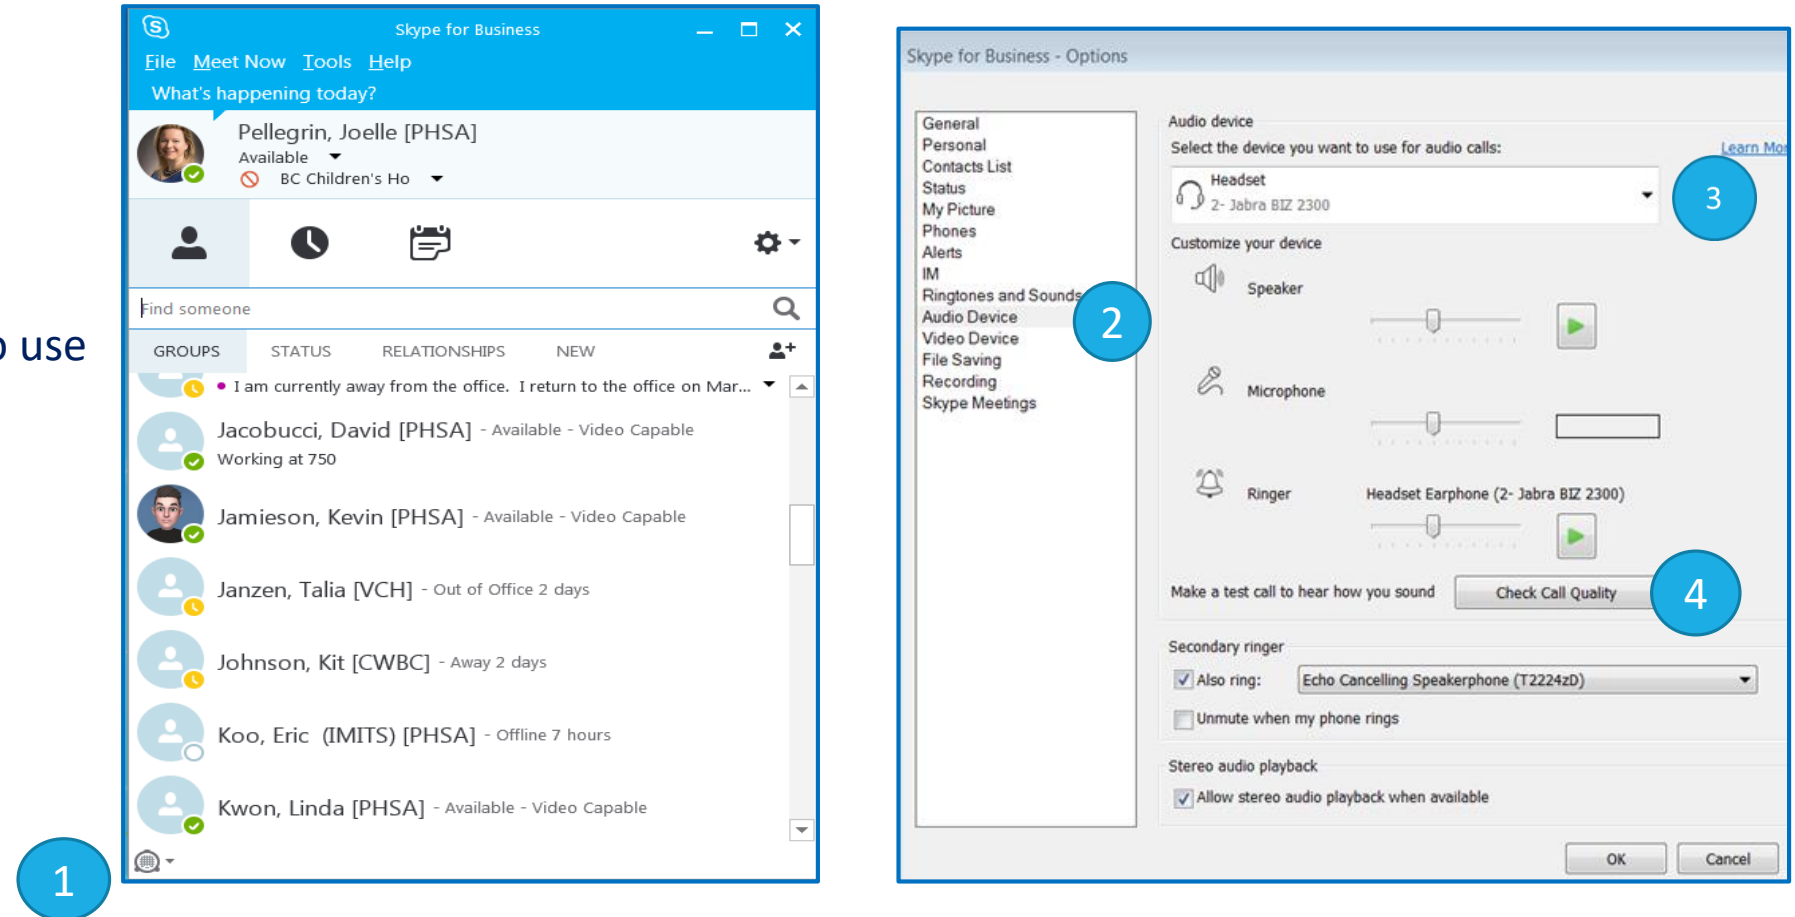 use
Skype for Business
File Meet Now Tools Help
What's happening today?
Pellegrin, Joelle [PHSA]
Available
BC Children's Ho
Find someone
GROUPS STATUS RELATIONSHIPS NEW
I am currently away from the office. I return to the office on Mar...
Jacobucci, David [PHSA] - Available - Video Capable
Working at 750
Jamieson, Kevin [PHSA] - Available - Video Capable
Janzen, Talia [VCH] - Out of Office 2 days
Johnson, Kit [CWBC] - Away 2 days
Koo, Eric (IMITS) [PHSA] - Offline 7 hours
Kwon, Linda [PHSA] - Available - Video Capable
1
Skype for Business - Options
General
Personal
Contacts List
Status
My Picture
Phones
Alerts
IM
Ringtones and Sounds
Audio Device
Video Device
File Saving
Recording
Skype Meetings
2
Audio device
Select the device you want to use for audio calls:
Learn Mor
Headset
2- Jabra BIZ 2300
3
Customize your device
Speaker
Microphone
Ringer Headset Earphone (2- Jabra BIZ 2300)
Make a test call to hear how you sound Check Call Quality
4
Secondary ringer
Also ring: Echo Cancelling Speakerphone (T2224zD)
Unmute when my phone rings
Stereo audio playback
Allow stereo audio playback when available
OK Cancel